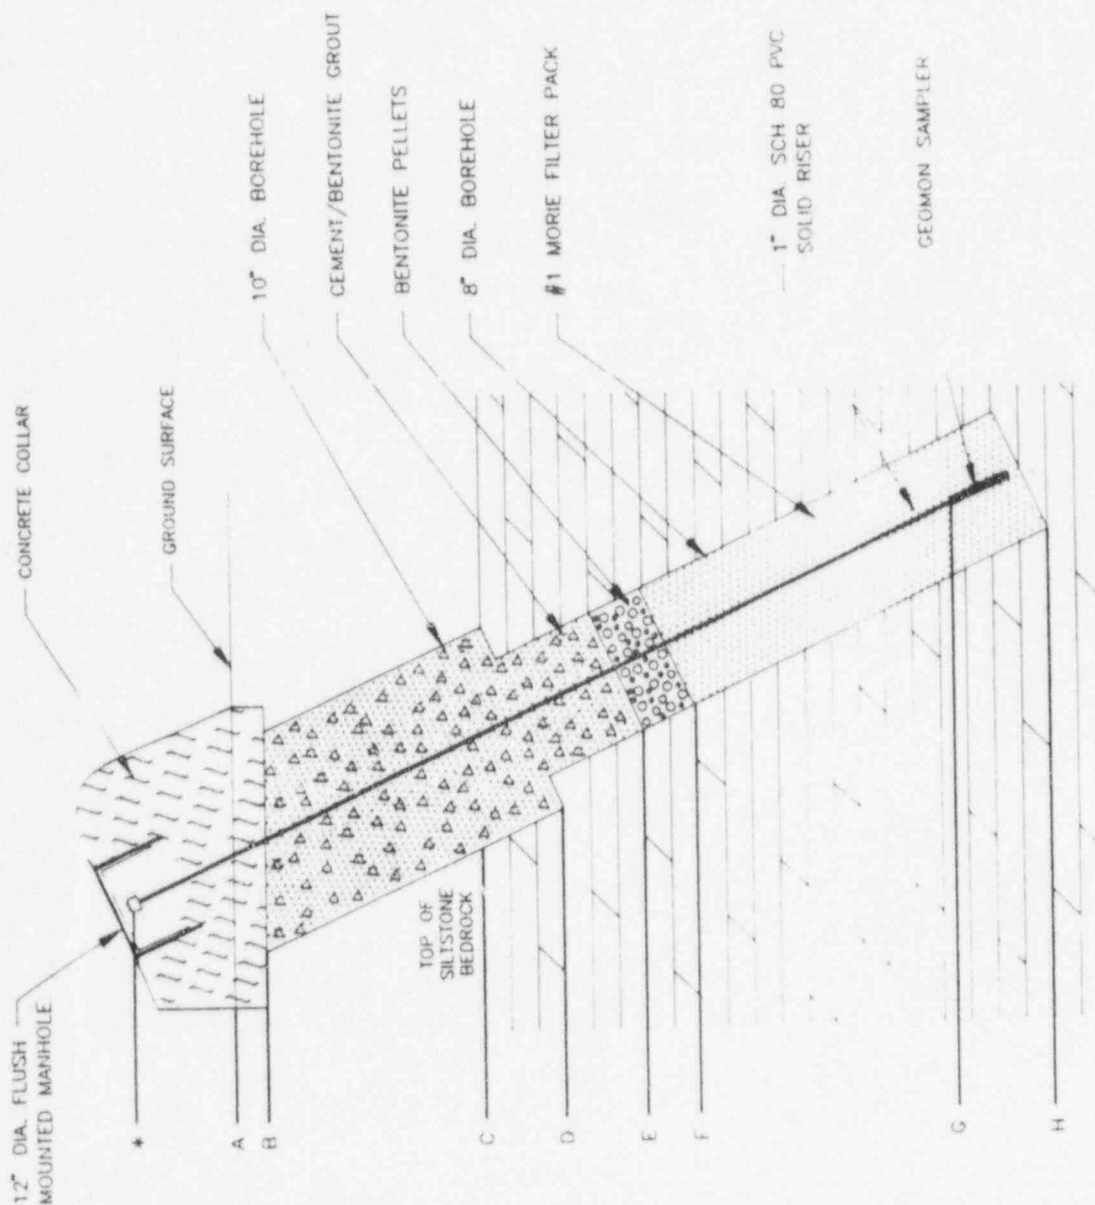 12" DIA. FLUSH
MOUNTED MANHOLE
CONCRETE COLLAR
GROUND SURFACE
10" DIA. BOREHOLE
CEMENT/BENTONITE GROUT
BENTONITE PELLETS
8" DIA. BOREHOLE
#1 MORIE FILTER PACK
1" DIA. SCH 80 PVC
SOLID RISER
GEOMON SAMPLER
TOP OF
SILTSTONE
BEDROCK
*
A
B
C
D
E
F
G
H